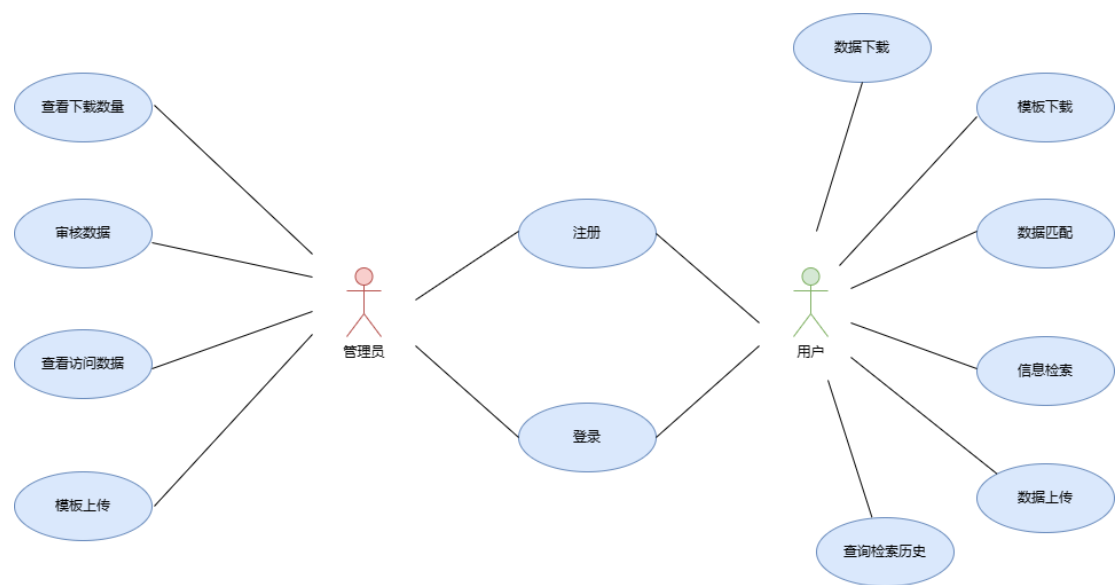 数据下载
查看下载数量
模板下载
审核数据
注册
数据匹配
管理员
用户
查看访问数据
信息检索
登录
模板上传
数据上传
查询检索历史